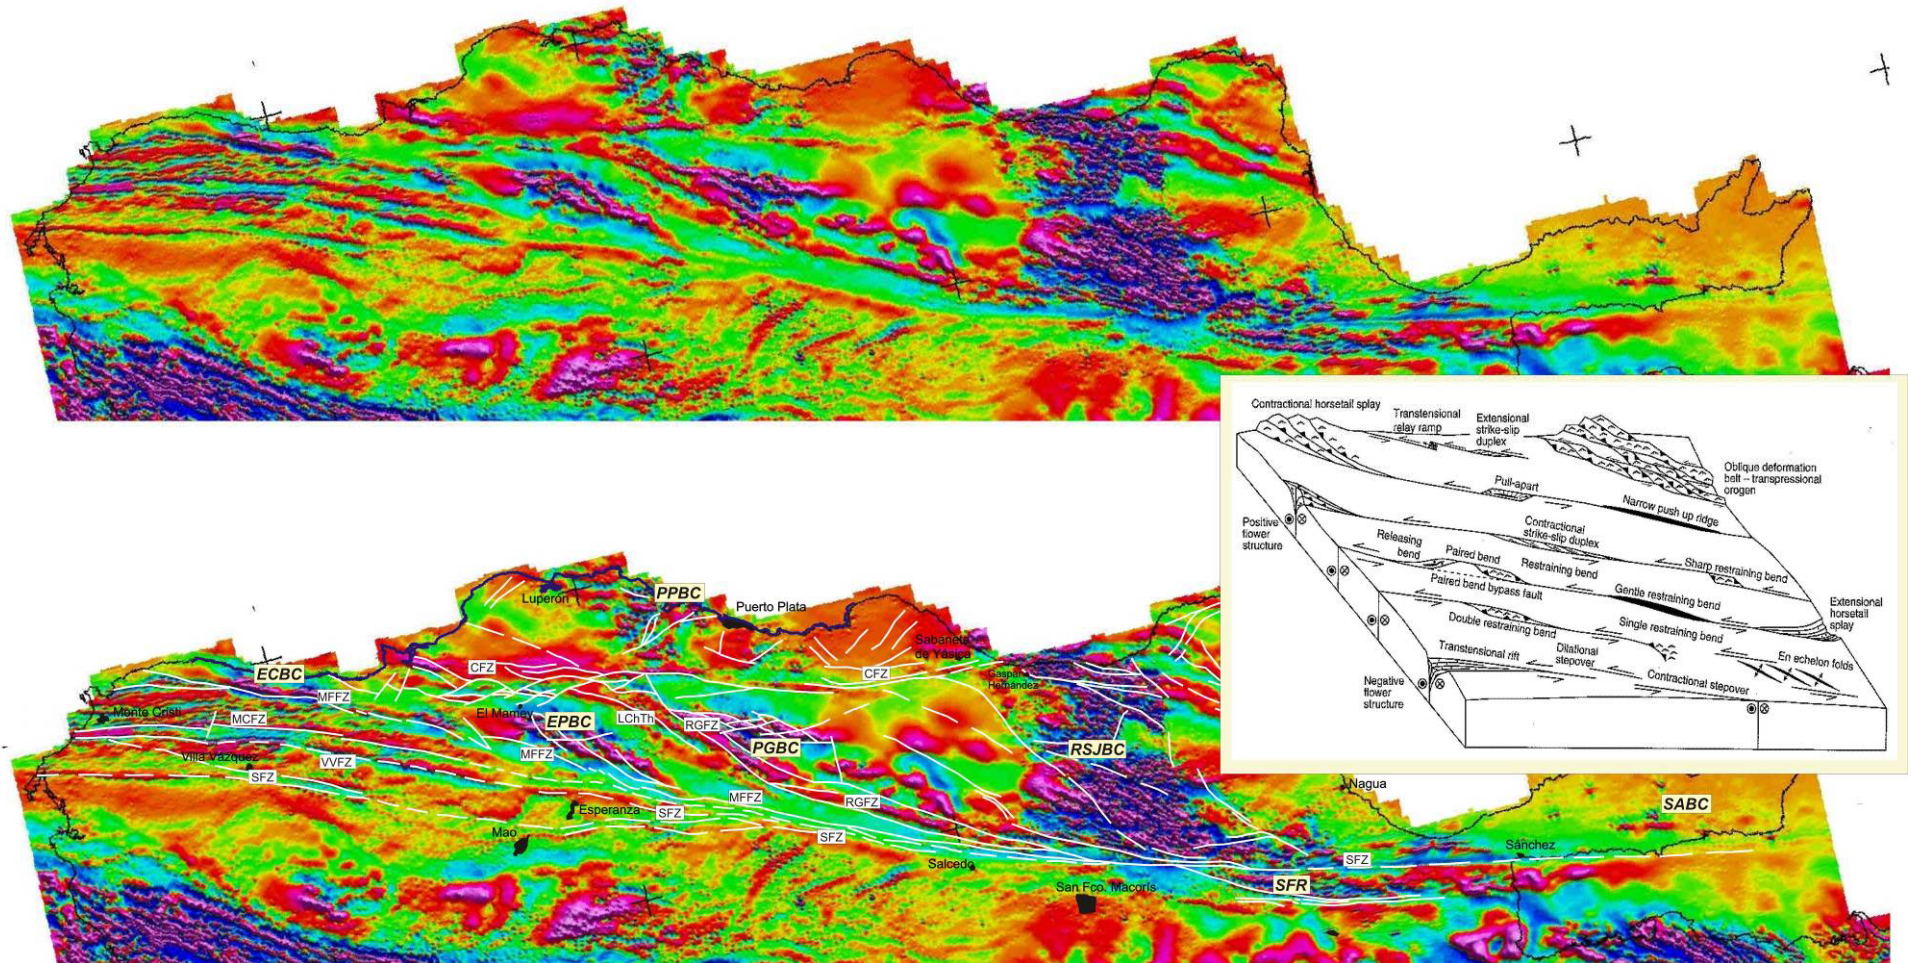 Contractional horsetail splay
Transtensional
relay ramp
Extensional
strike-slip
duplex
Oblique deformation
belt – transpressional
orogen
Pull-apart
Narrow push up ridge
Positive
flower
structure
Contractional
strike-slip duplex
Releasing
bend
Paired bend
Restraining bend
Sharp restraining bend
Paired bend bypass fault
Gentle restraining bend
Extensional
horsetail
splay
Double restraining bend
Single restraining bend
Transtensional rift
Dilational
stepover
En echelon folds
Contractional stepover
Negative
flower
structure
Luperón
PPBC
Puerto Plata
Sabaneta
de Yásica
ECBC
CFZ
CFZ
Gaspar
Hernández
MFFZ
Monte Cristi
MCFZ
El Mamey
EPBC
LChTh
RGFZ
PGBC
RSJBC
Villa Vázquez
VVFZ
MFFZ
SFZ
Nagua
MFFZ
RGFZ
SABC
Esperanza
SFZ
Mao
SFZ
Sánchez
SFZ
Salcedo
San Fco. Macorís
SFR